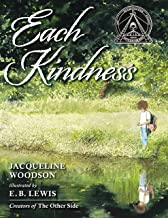 Each
Kindness
JACQUELINE
WOODSON
Illustrated by
E. B. LEWIS
Creators of The Other Side